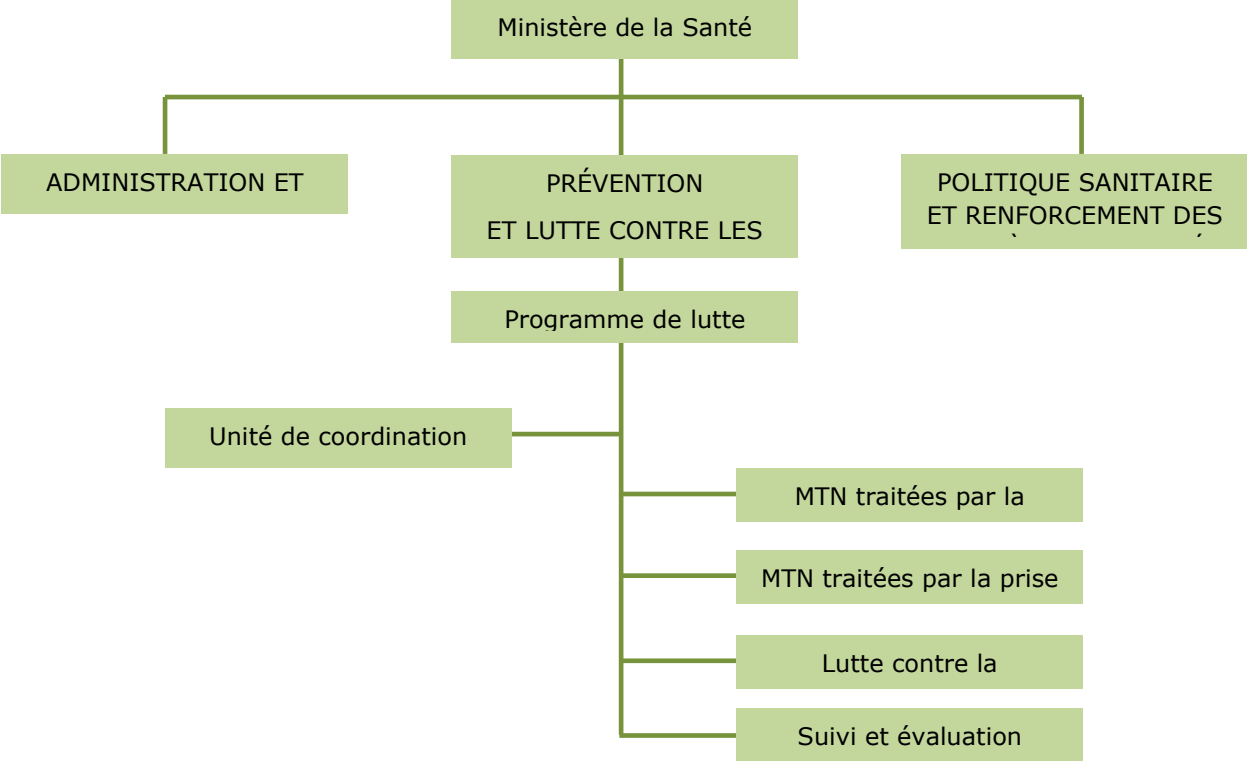 Ministère de la Santé
ADMINISTRATION ET
PRÉVENTION
ET LUTTE CONTRE LES
POLITIQUE SANITAIRE
ET RENFORCEMENT DES
Programme de lutte
Unité de coordination
MTN traitées par la
MTN traitées par la prise
Lutte contre la
Suivi et évaluation